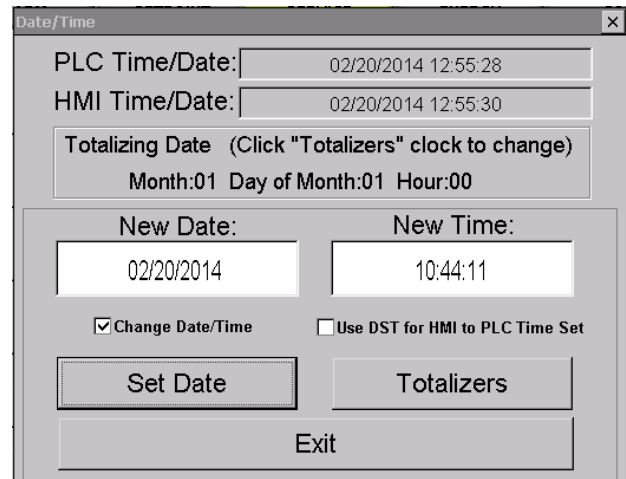 Date/Time
PLC Time/Date: 02/20/2014 12:55:28
HMI Time/Date: 02/20/2014 12:55:30
Totalizing Date (Click "Totalizers" clock to change)
Month:01 Day of Month:01 Hour:00
New Date: New Time:
02/20/2014 10:44:11
Change Date/Time Use DST for HMI to PLC Time Set
Set Date Totalizers
Exit